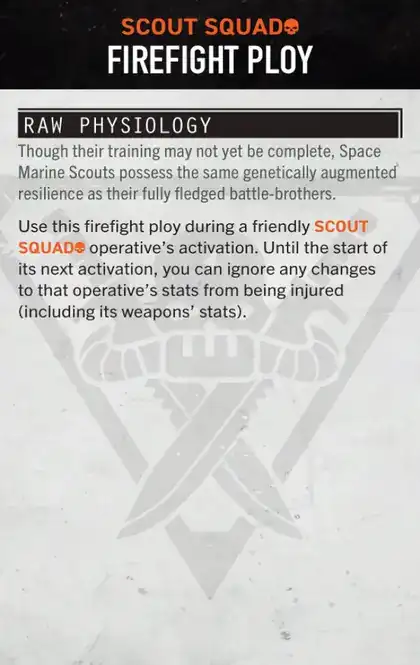 SCOUT SQUAD
FIREFIGHT PLOY
RAW PHYSIOLOGY
Though their training may not yet be complete, Space
Marine Scouts possess the same genetically augmented
resilience as their fully fledged battle-brothers.
Use this firefight ploy during a friendly SCOUT
SQUAD operative’s activation. Until the start of
its next activation, you can ignore any changes
to that operative’s stats from being injured
(including its weapons’ stats).